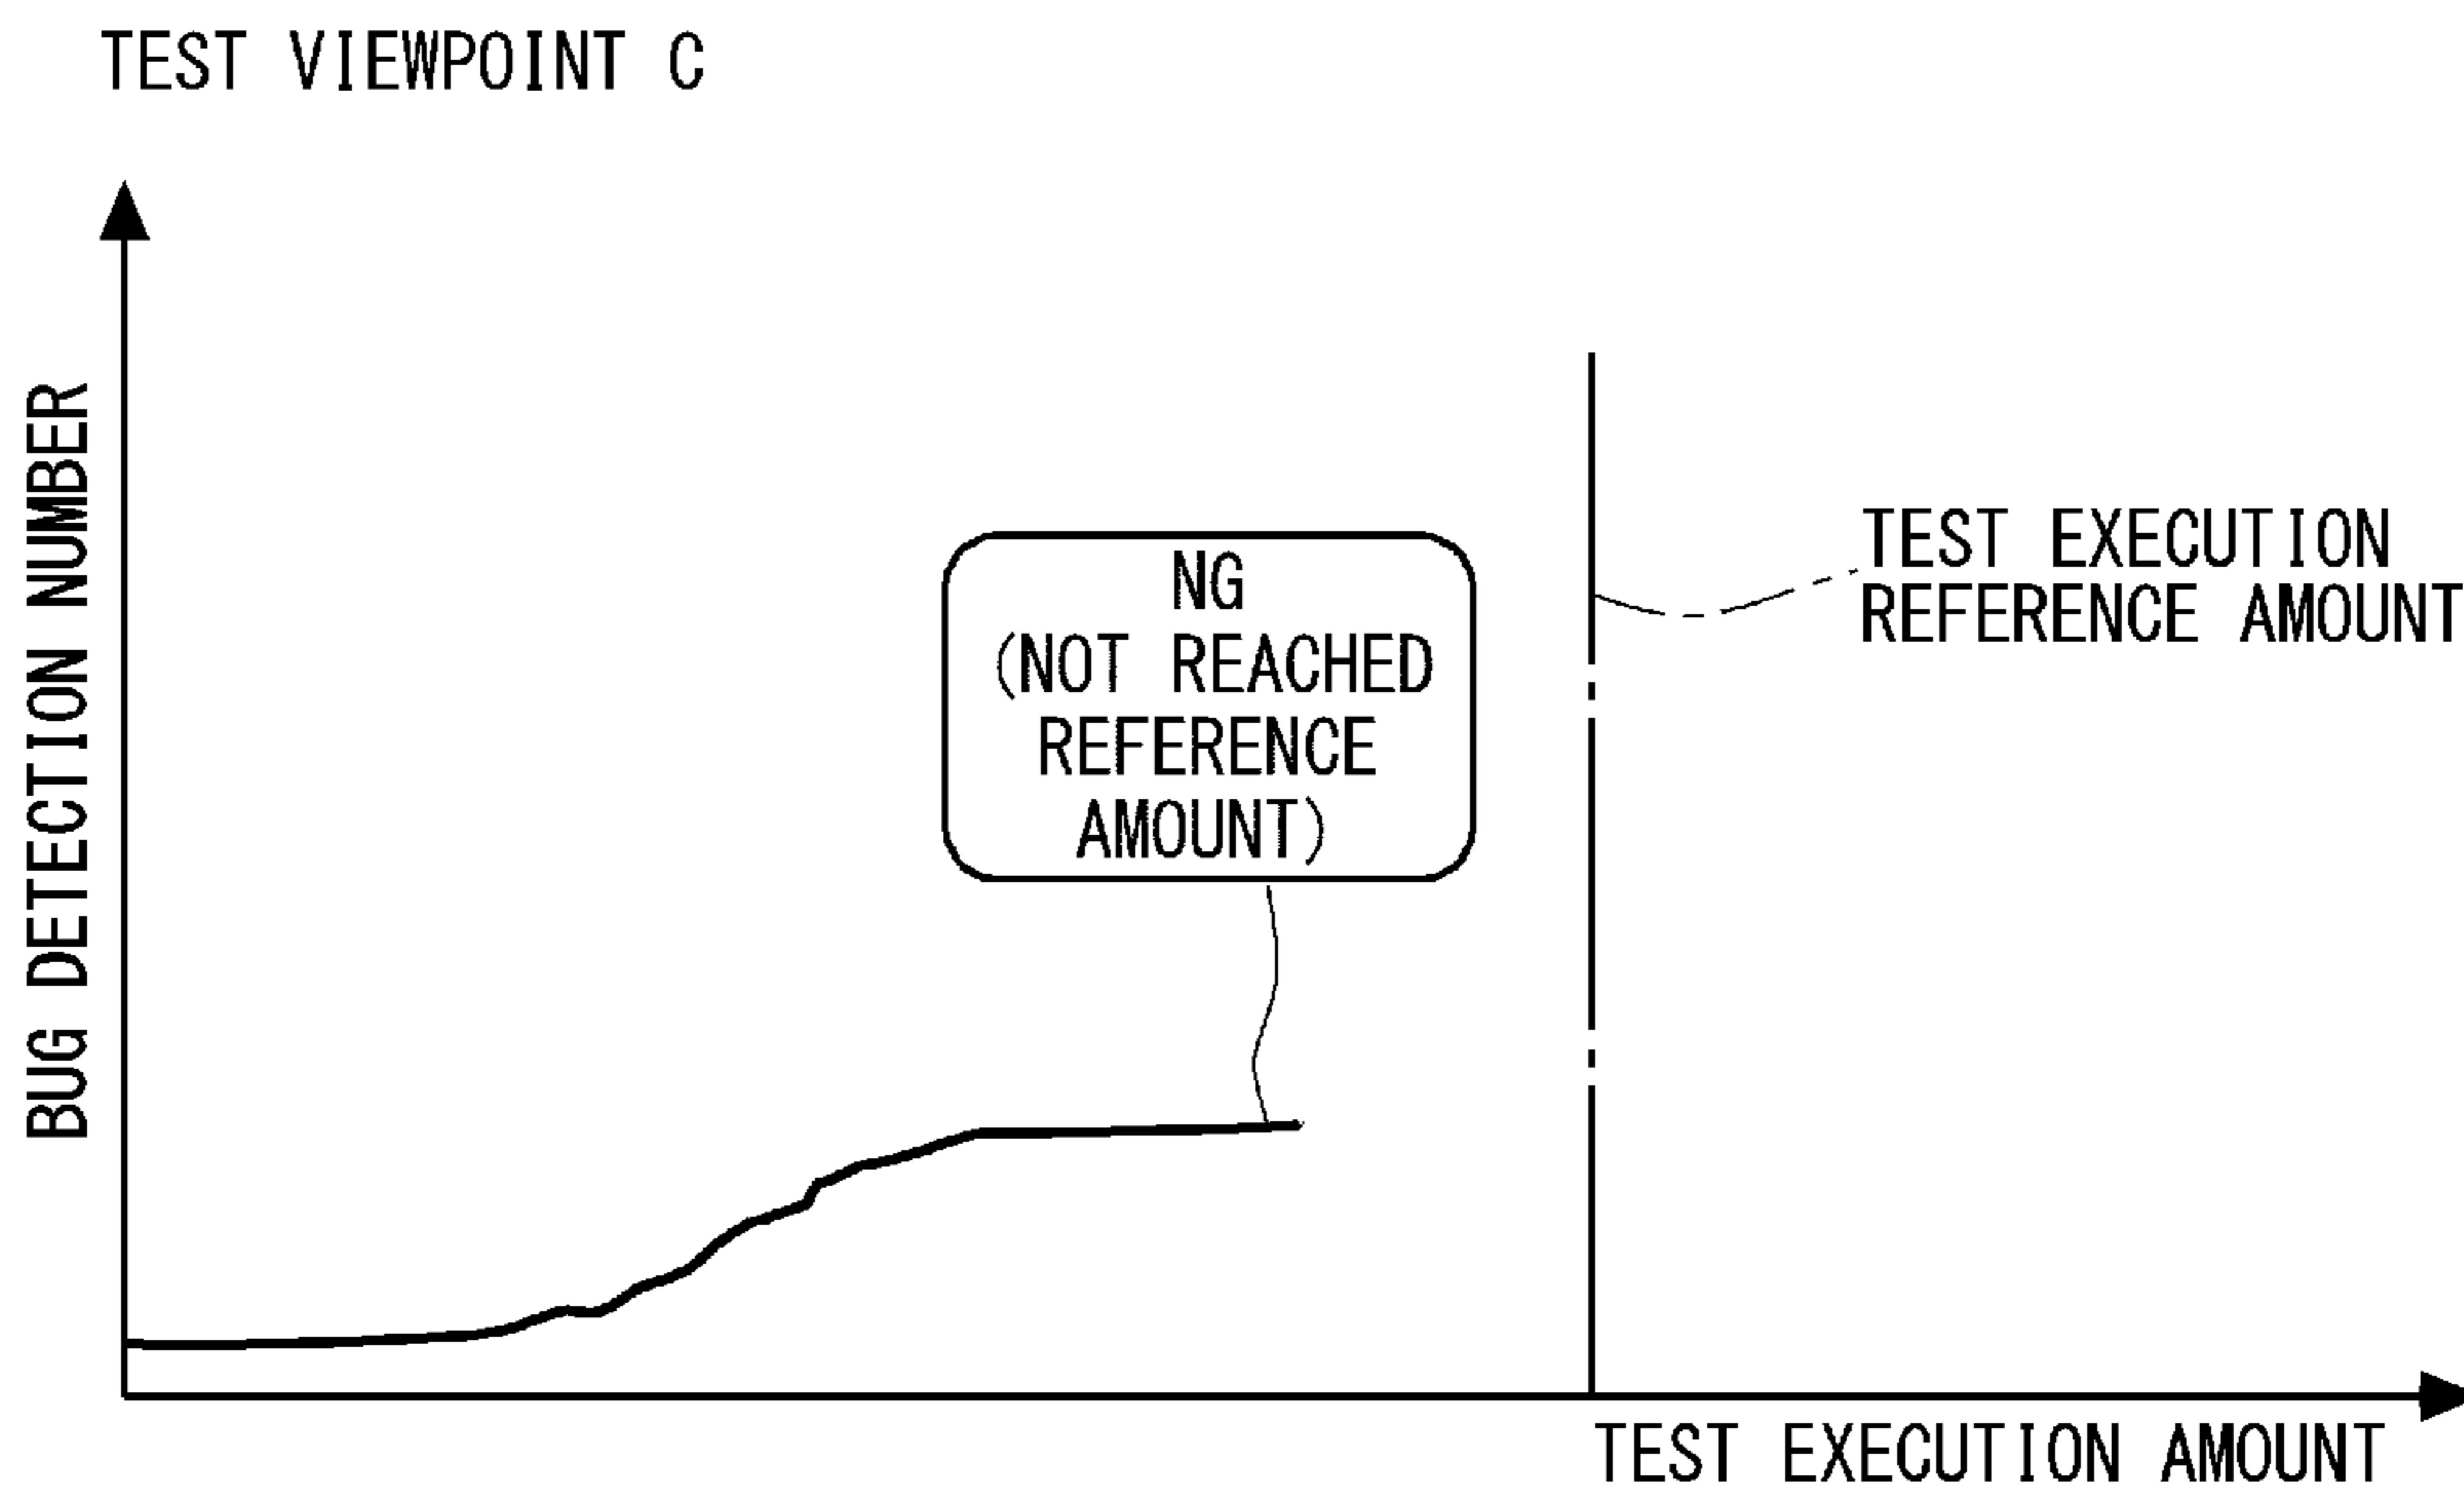 TEST VIEWPOINT C
BUG DETECTION NUMBER
NG
(NOT REACHED
REFERENCE
AMOUNT)
TEST EXECUTION
REFERENCE AMOUNT
TEST EXECUTION AMOUNT